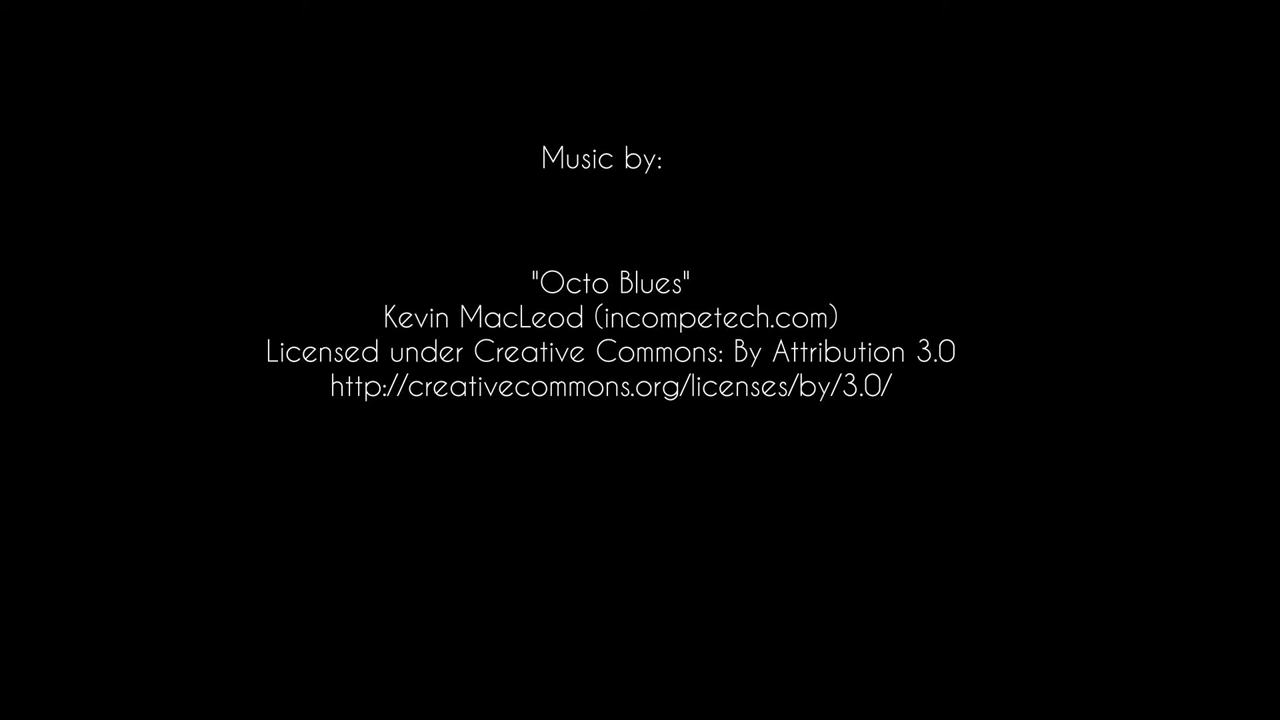 Music by:
"Octo Blues"
Kevin MacLeod (incompetech.com)
Licensed under Creative Commons: By Attribution 3.0
http://creativecommons.org/licenses/by/3.0/